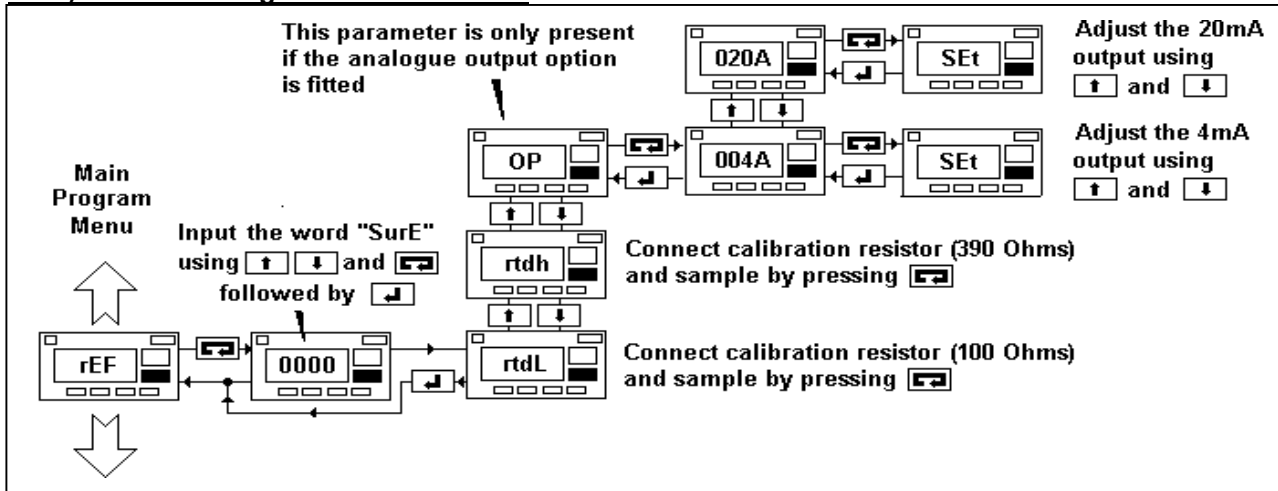 This parameter is only present
if the analogue output option
is fitted
020A
SEt
Adjust the 20mA
output using
and
OP
004A
SEt
Adjust the 4mA
output using
and
Main
Program
Menu
Input the word "SurE"
using and
followed by
rtdh
Connect calibration resistor (390 Ohms)
and sample by pressing
rEF
0000
rtdL
Connect calibration resistor (100 Ohms)
and sample by pressing